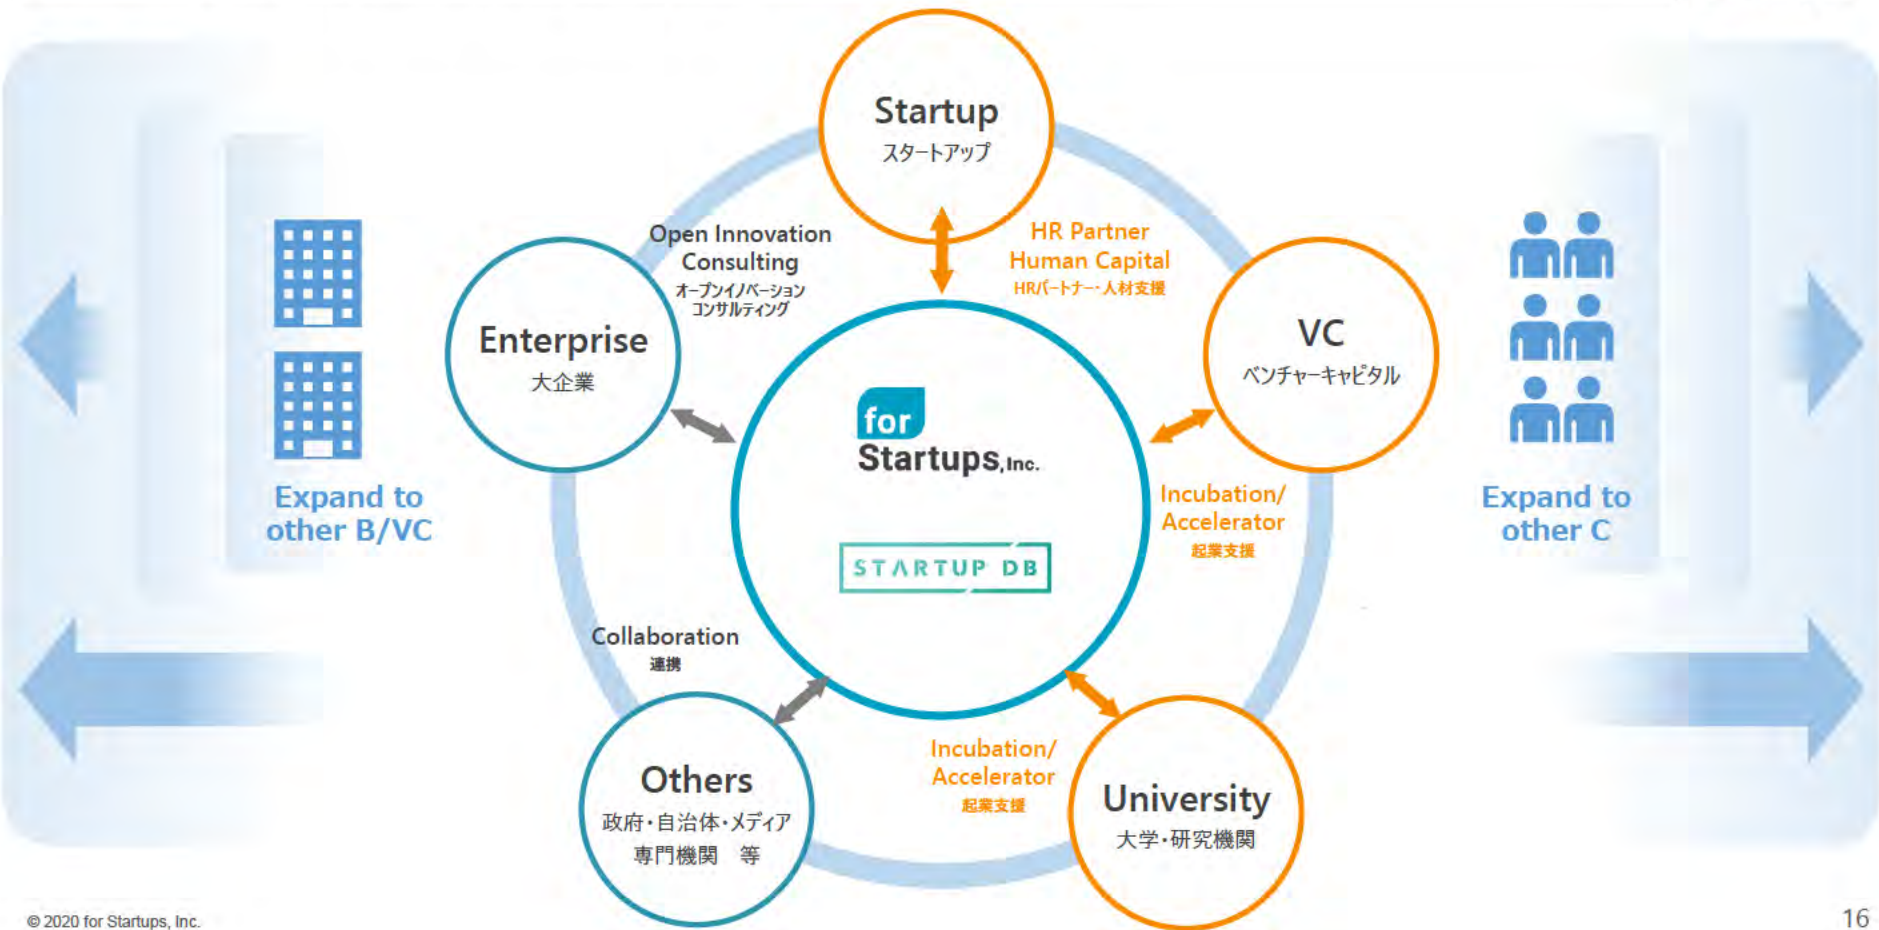 Startup
スタートアップ
Open Innovation
Consulting
オープンイノベーション
コンサルティング
HR Partner
Human Capital
HRパートナー・人材支援
Enterprise
大企業
VC
ベンチャーキャピタル
for
Startups,Inc.
STARTUP DB
Expand to
other B/VC
Incubation/
Accelerator
起業支援
Expand to
other C
Collaboration
連携
Others
政府・自治体・メディア
専門機関 等
Incubation/
Accelerator
起業支援
University
大学・研究機関
© 2020 for Startups, Inc.
16